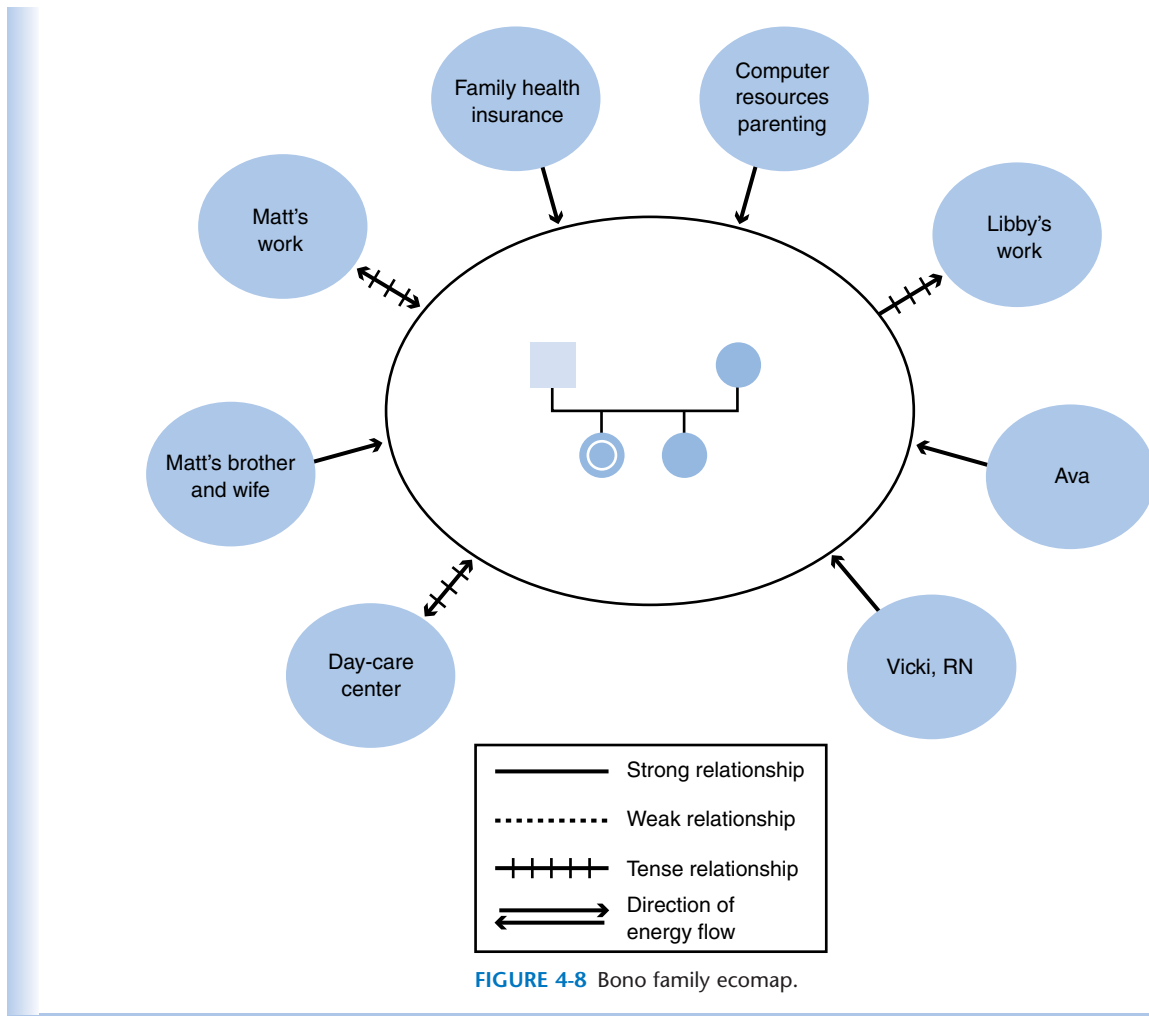 Family health
insurance
Computer
resources
parenting
Matt’s
work
Libby’s
work
Matt’s brother
and wife
Ava
Day-care
center
Vicki, RN
Strong relationship
Weak relationship
Tense relationship
Direction of
energy flow
FIGURE 4-8 Bono family ecomap.